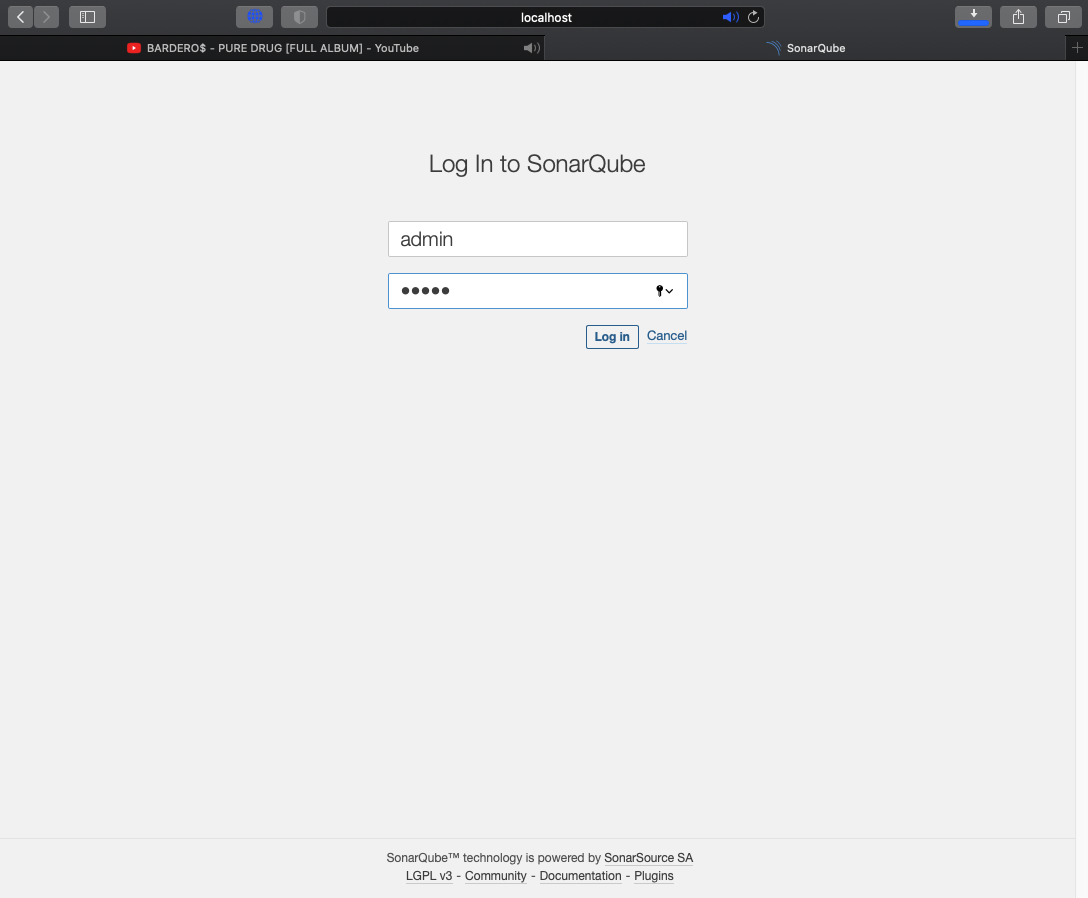 localhost
BARDERO$ - PURE DRUG [FULL ALBUM] - YouTube
SonarQube
Log In to SonarQube
admin
•••••
Log in Cancel
SonarQube™ technology is powered by SonarSource SA
LGPL v3 - Community - Documentation - Plugins